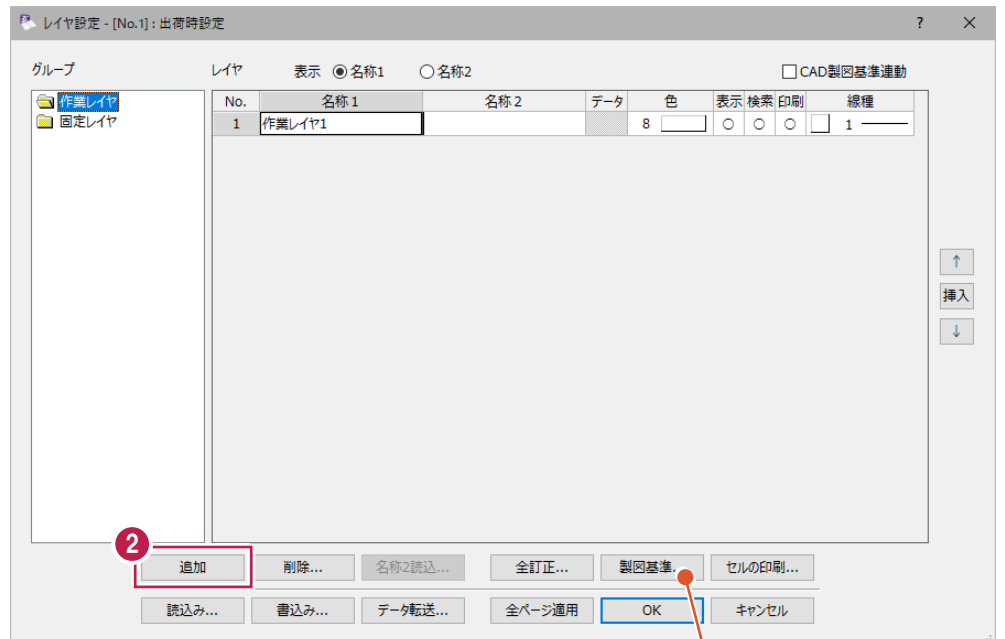 レイヤ設定 - [No.1] : 出荷時設定 ? ×
グループ レイヤ 表示 名称1 名称2 CAD製図基準連動
作業レイヤ
固定レイヤ
No. 名称 1 名称 2 データ 色 表示 検索 印刷 線種
1 作業レイヤ1 8 ○ ○ ○ 1
↑
挿入
↓
2
追加 削除... 名称2読込... 全訂正... 製図基準... セルの印刷...
読込み... 書込み... データ転送... 全ページ適用 OK キャンセル